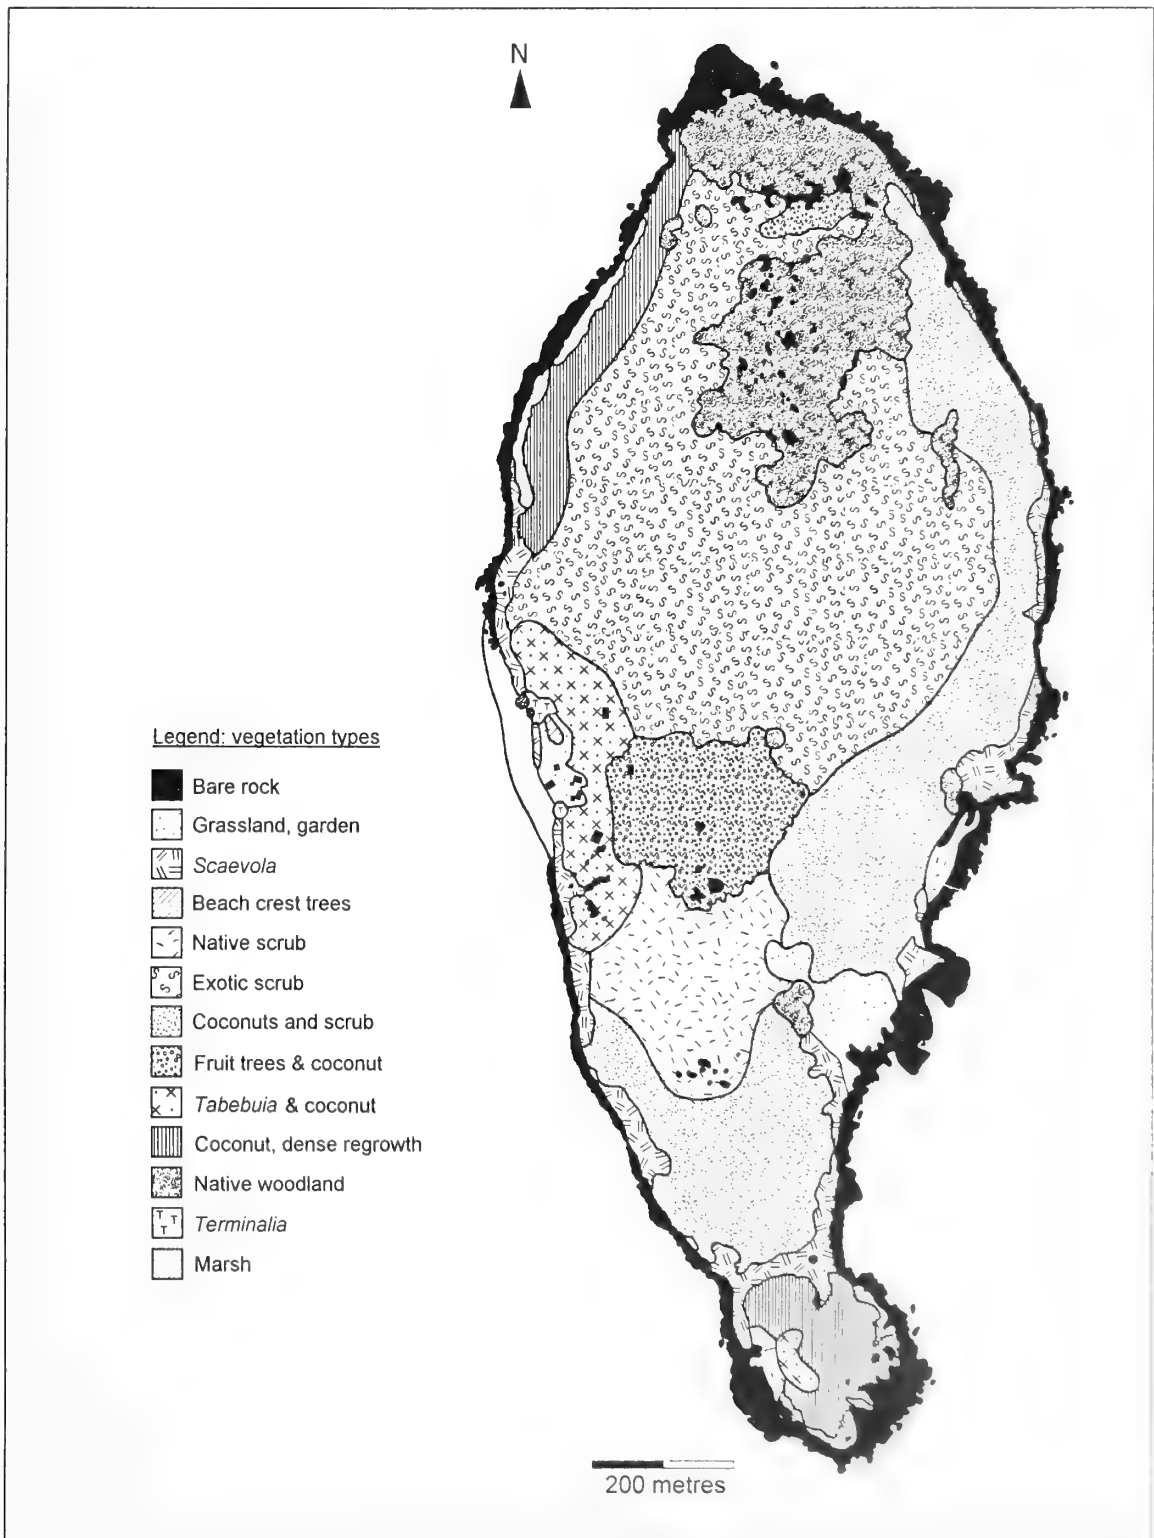 N
Legend: vegetation types
Bare rock
Grassland, garden
Scaevola
Beach crest trees
Native scrub
Exotic scrub
Coconuts and scrub
Fruit trees & coconut
Tabebuia & coconut
Coconut, dense regrowth
Native woodland
Terminalia
Marsh
200 metres